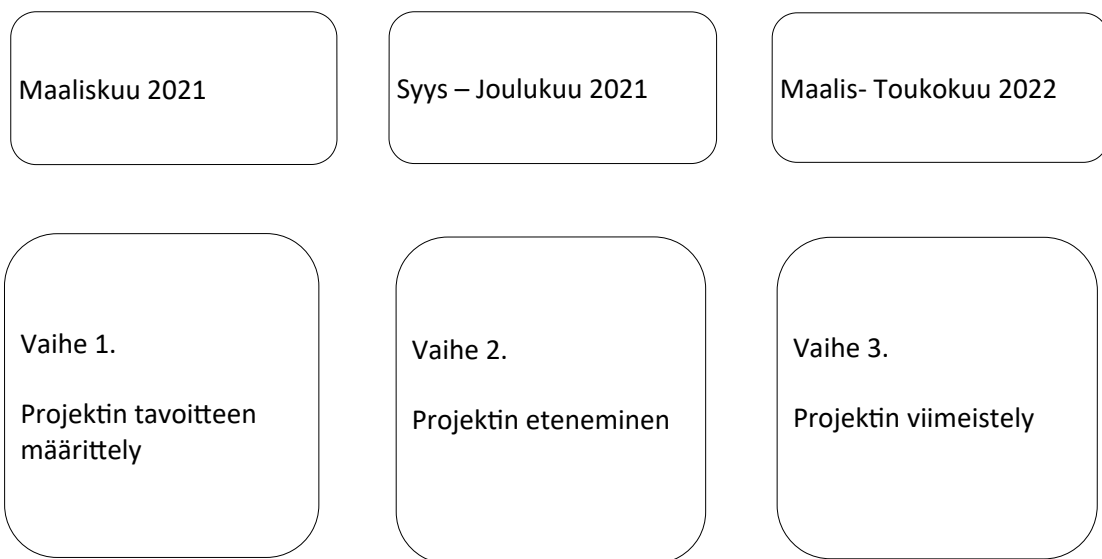 Maaliskuu 2021
Syys – Joulukuu 2021
Maalis- Toukokuu 2022
Vaihe 1.
Projektin tavoitteen
määrittely
Vaihe 2.
Projektin eteneminen
Vaihe 3.
Projektin viimeistely